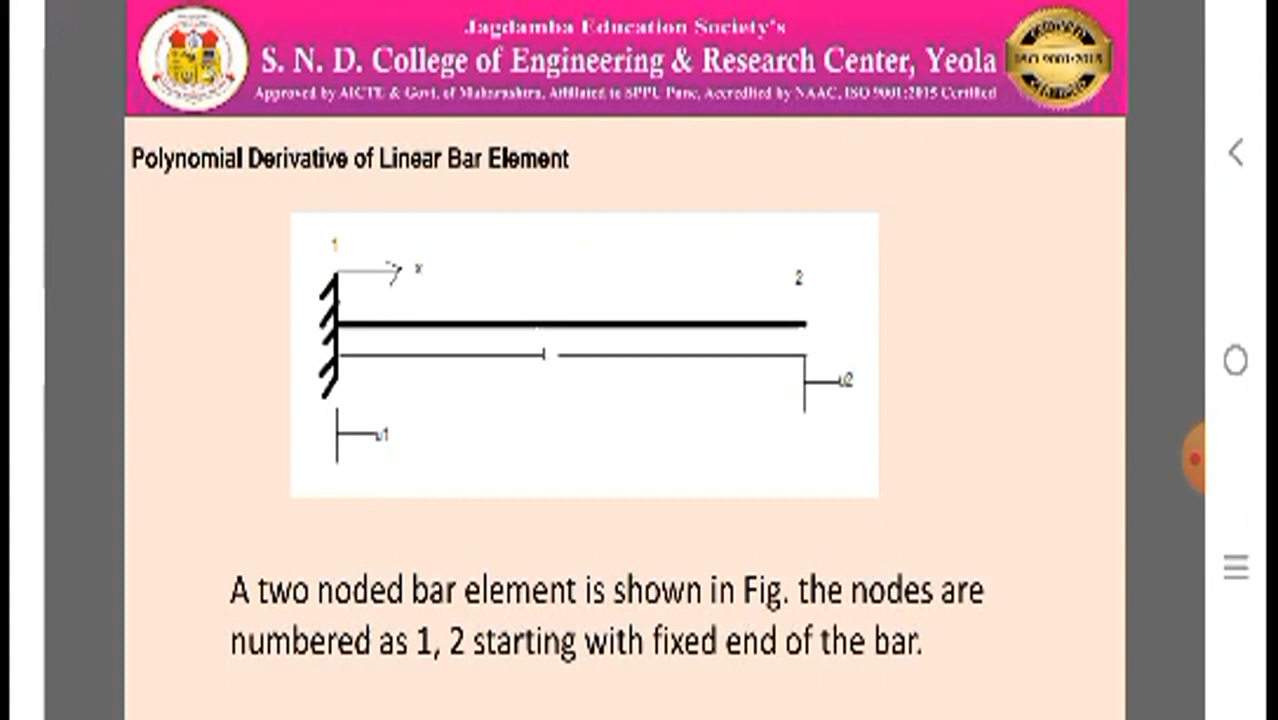 Jagdamba Education Society's
S. N. D. College of Engineering & Research Center, Yeola
Approved by AICTE & Govt. of Maharashtra, Affiliated to SPPU Pune, Accredited by NAAC, ISO 9001:2015 Certified
ISO 9001:2015
Polynomial Derivative of Linear Bar Element
1
x
2
u2
u1
A two noded bar element is shown in Fig. the nodes are
numbered as 1, 2 starting with fixed end of the bar.